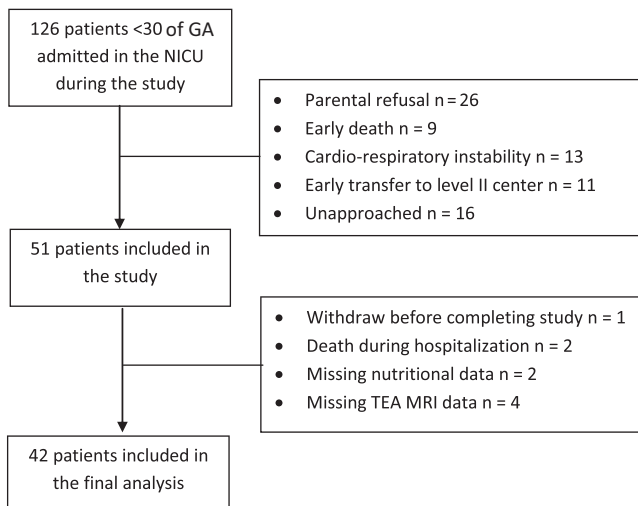 126 patients <30 of GA
admitted in the NICU
during the study
• Parental refusal n = 26
• Early death n = 9
• Cardio-respiratory instability n = 13
• Early transfer to level II center n = 11
• Unapproached n = 16
51 patients included in
the study
• Withdraw before completing study n = 1
• Death during hospitalization n = 2
• Missing nutritional data n = 2
• Missing TEA MRI data n = 4
42 patients included in
the final analysis